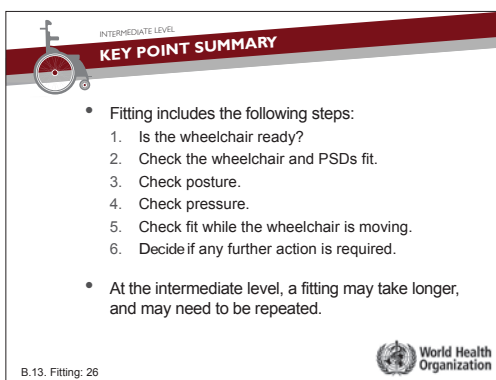 INTERMEDIATE LEVEL
KEY POINT SUMMARY
• Fitting includes the following steps:
1. Is the wheelchair ready?
2. Check the wheelchair and PSDs fit.
3. Check posture.
4. Check pressure.
5. Check fit while the wheelchair is moving.
6. Decide if any further action is required.
• At the intermediate level, a fitting may take longer,
and may need to be repeated.
B.13. Fitting: 26
World Health
Organization